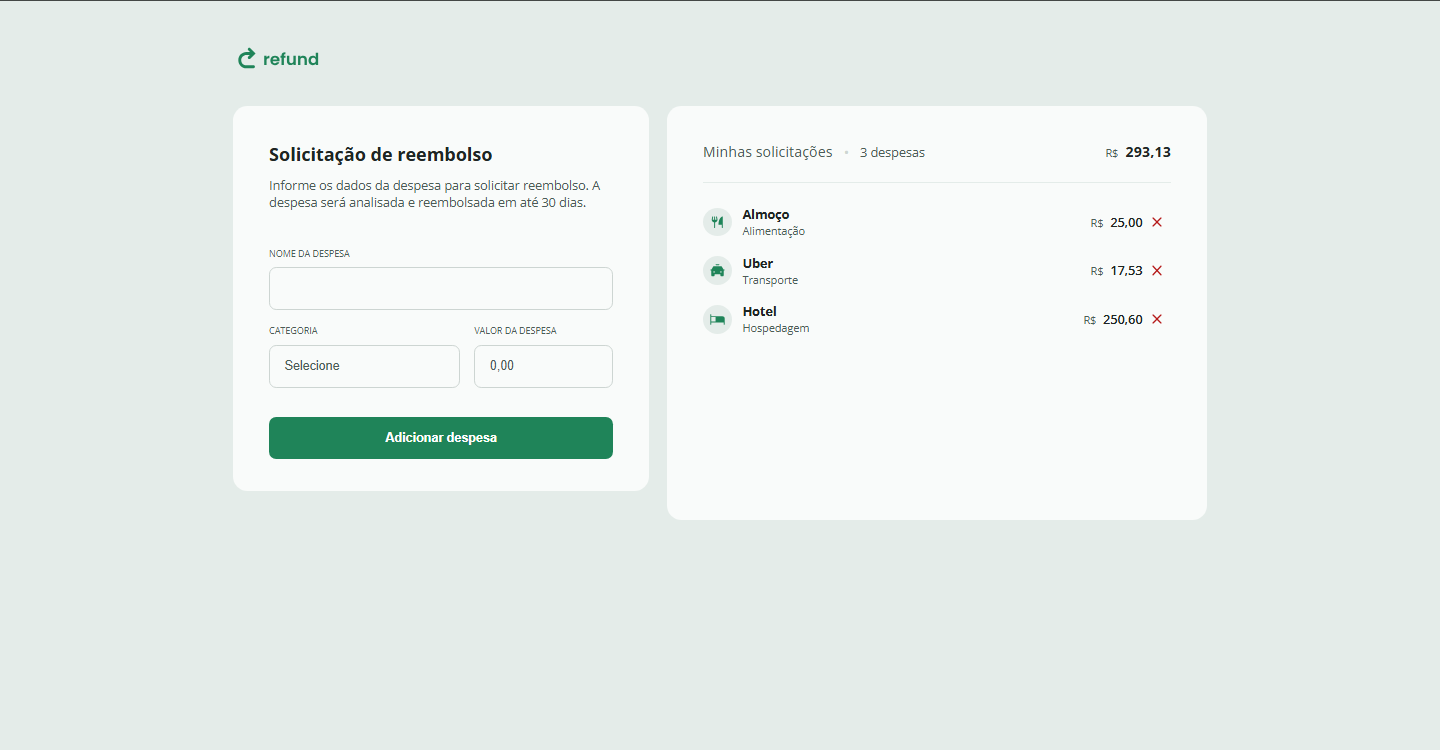 refund
Solicitação de reembolso
Informe os dados da despesa para solicitar reembolso. A
despesa será analisada e reembolsada em até 30 dias.
NOME DA DESPESA
CATEGORIA
VALOR DA DESPESA
Selecione
0,00
Adicionar despesa
Minhas solicitações • 3 despesas R$ 293,13
Almoço
Alimentação
R$ 25,00
Uber
Transporte
R$ 17,53
Hotel
Hospedagem
R$ 250,60